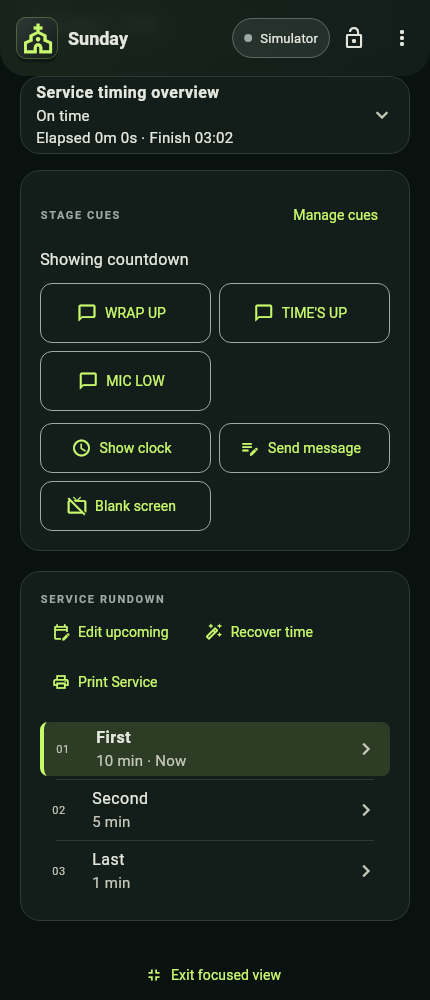 Sunday
Simulator
Service timing overview
On time
Elapsed 0m 0s · Finish 03:02
STAGE CUES
Manage cues
Showing countdown
WRAP UP
TIME'S UP
MIC LOW
Show clock
Send message
Blank screen
SERVICE RUNDOWN
Edit upcoming
Recover time
Print Service
01
First
10 min · Now
02
Second
5 min
03
Last
1 min
Exit focused view